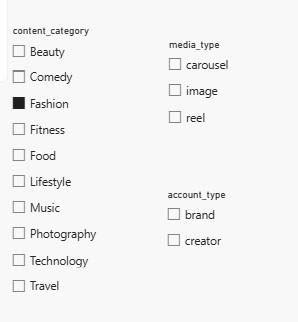 content_category
Beauty
Comedy
Fashion
Fitness
Food
Lifestyle
Music
Photography
Technology
Travel
media_type
carousel
image
reel
account_type
brand
creator